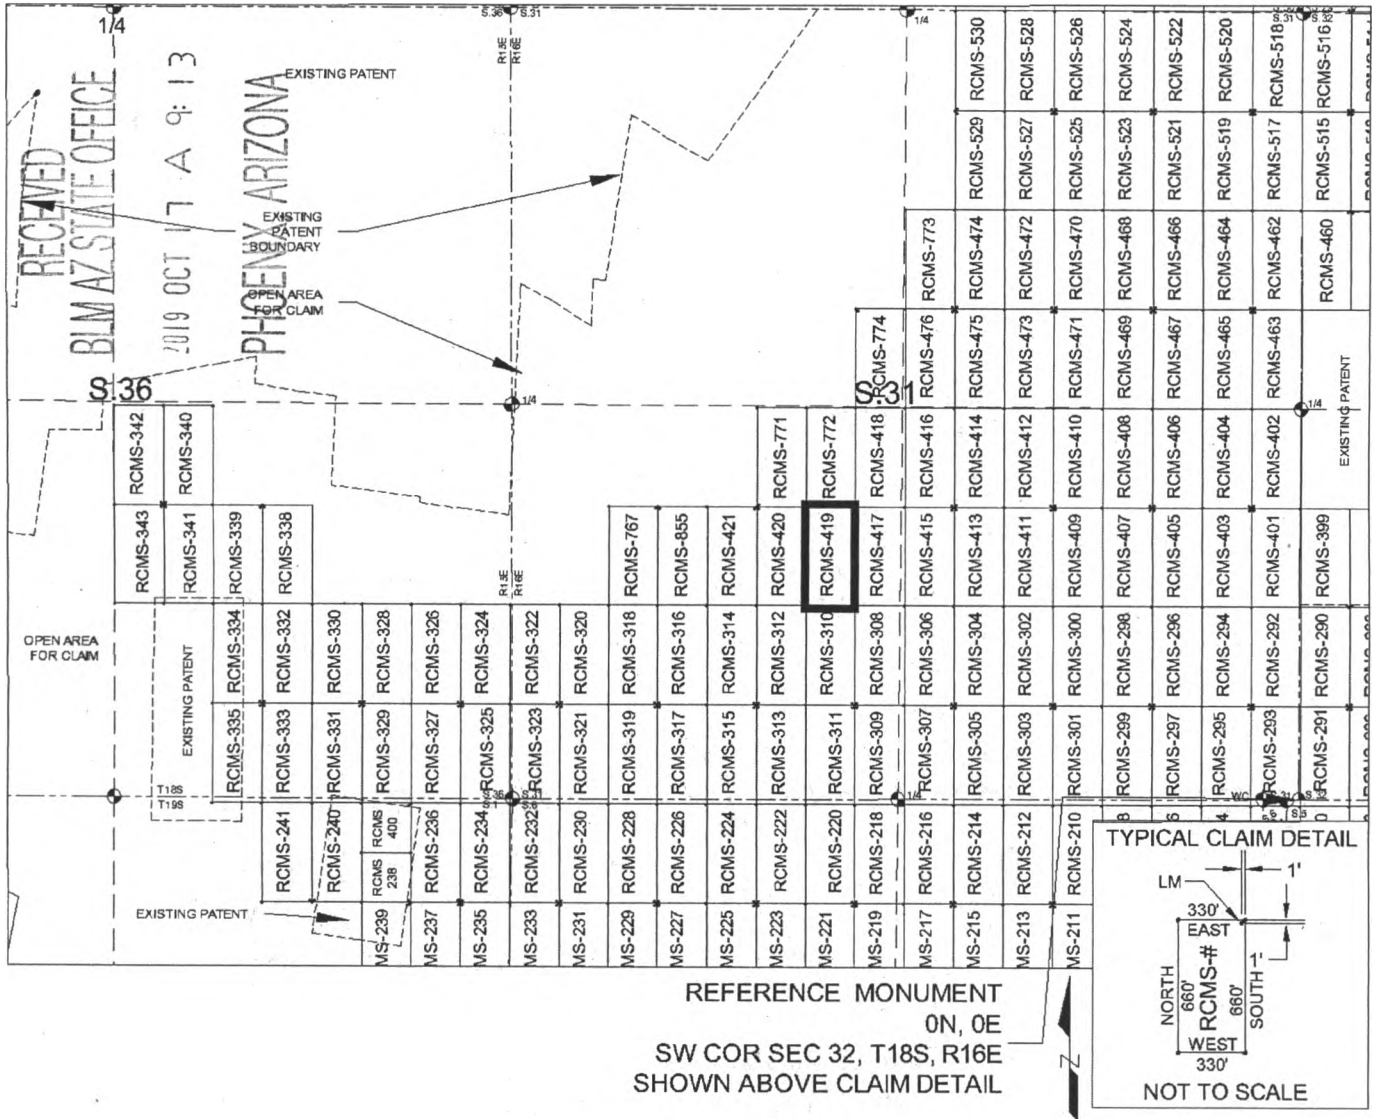 1/4
S.36
S.31
1/4
S.31
S.32
R15E
R16E
RECEIVED
BLM AZ STATE OFFICE
2019 OCT 17 A 9:13
PHOENIX ARIZONA
EXISTING PATENT
EXISTING
PATENT
BOUNDARY
OPEN AREA
FOR CLAIM
RCMS-530
RCMS-528
RCMS-526
RCMS-524
RCMS-522
RCMS-520
RCMS-518
RCMS-516
RCMS-529
RCMS-527
RCMS-525
RCMS-523
RCMS-521
RCMS-519
RCMS-517
RCMS-515
RCMS-773
RCMS-474
RCMS-472
RCMS-470
RCMS-468
RCMS-466
RCMS-464
RCMS-462
RCMS-460
RCMS-774
RCMS-476
RCMS-475
RCMS-473
RCMS-471
RCMS-469
RCMS-467
RCMS-465
RCMS-463
EXISTING PATENT
S.36
1/4
S.31
1/4
RCMS-342
RCMS-340
RCMS-771
RCMS-772
RCMS-418
RCMS-416
RCMS-414
RCMS-412
RCMS-410
RCMS-408
RCMS-406
RCMS-404
RCMS-402
RCMS-343
RCMS-341
RCMS-339
RCMS-338
R15E
R16E
RCMS-767
RCMS-855
RCMS-421
RCMS-420
RCMS-419
RCMS-417
RCMS-415
RCMS-413
RCMS-411
RCMS-409
RCMS-407
RCMS-405
RCMS-403
RCMS-401
RCMS-399
OPEN AREA
FOR CLAIM
EXISTING PATENT
RCMS-334
RCMS-332
RCMS-330
RCMS-328
RCMS-326
RCMS-324
RCMS-322
RCMS-320
RCMS-318
RCMS-316
RCMS-314
RCMS-312
RCMS-310
RCMS-308
RCMS-306
RCMS-304
RCMS-302
RCMS-300
RCMS-298
RCMS-296
RCMS-294
RCMS-292
RCMS-290
RCMS-335
RCMS-333
RCMS-331
RCMS-329
RCMS-327
RCMS-325
RCMS-323
RCMS-321
RCMS-319
RCMS-317
RCMS-315
RCMS-313
RCMS-311
RCMS-309
RCMS-307
RCMS-305
RCMS-303
RCMS-301
RCMS-299
RCMS-297
RCMS-295
RCMS-293
RCMS-291
T18S
T19S
S.36
S.31
S.1
S.6
1/4
WC
S.31
S.32
S.6
S.5
RCMS-241
RCMS-240
RCMS
400
RCMS
238
RCMS-236
RCMS-234
RCMS-232
RCMS-230
RCMS-228
RCMS-226
RCMS-224
RCMS-222
RCMS-220
RCMS-218
RCMS-216
RCMS-214
RCMS-212
RCMS-210
EXISTING PATENT
MS-239
MS-237
MS-235
MS-233
MS-231
MS-229
MS-227
MS-225
MS-223
MS-221
MS-219
MS-217
MS-215
MS-213
MS-211
TYPICAL CLAIM DETAIL
LM
1'
330'
EAST
1'
NORTH
660'
RCMS-#
660'
SOUTH
WEST
330'
NOT TO SCALE
REFERENCE MONUMENT
0N, 0E
SW COR SEC 32, T18S, R16E
SHOWN ABOVE CLAIM DETAIL
N